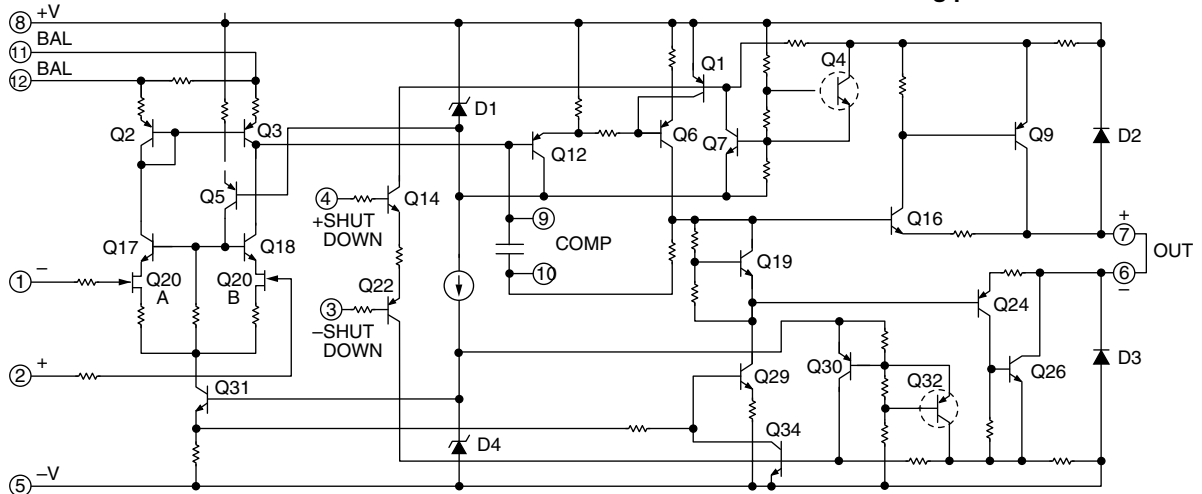 8 +V
11 BAL
12 BAL
Q1
Q4
Q2
Q3
D1
Q6
Q7
Q9
D2
Q12
Q5
4
+SHUT
DOWN
Q14
9
COMP
10
Q16
+
7
OUT
6
−
Q17
Q18
Q19
1 −
Q20
A
Q20
B
Q22
3
−SHUT
DOWN
Q24
2 +
Q31
Q29
Q30
Q32
Q26
D3
D4
Q34
5 −V